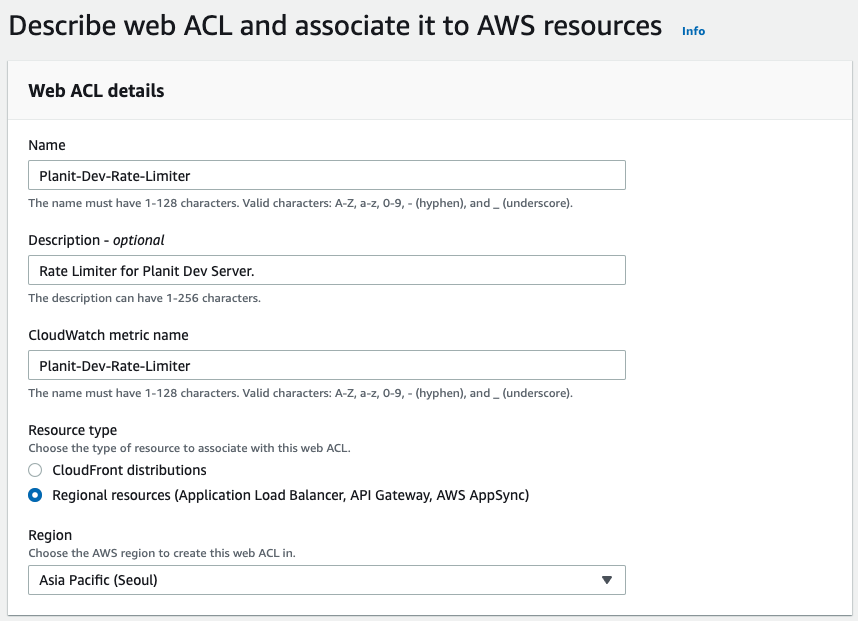 Describe web ACL and associate it to AWS resources Info
Web ACL details
Name
Planit-Dev-Rate-Limiter
The name must have 1-128 characters. Valid characters: A-Z, a-z, 0-9, - (hyphen), and _ (underscore).
Description - optional
Rate Limiter for Planit Dev Server.
The description can have 1-256 characters.
CloudWatch metric name
Planit-Dev-Rate-Limiter
The name must have 1-128 characters. Valid characters: A-Z, a-z, 0-9, - (hyphen), and _ (underscore).
Resource type
Choose the type of resource to associate with this web ACL.
CloudFront distributions
Regional resources (Application Load Balancer, API Gateway, AWS AppSync)
Region
Choose the AWS region to create this web ACL in.
Asia Pacific (Seoul)